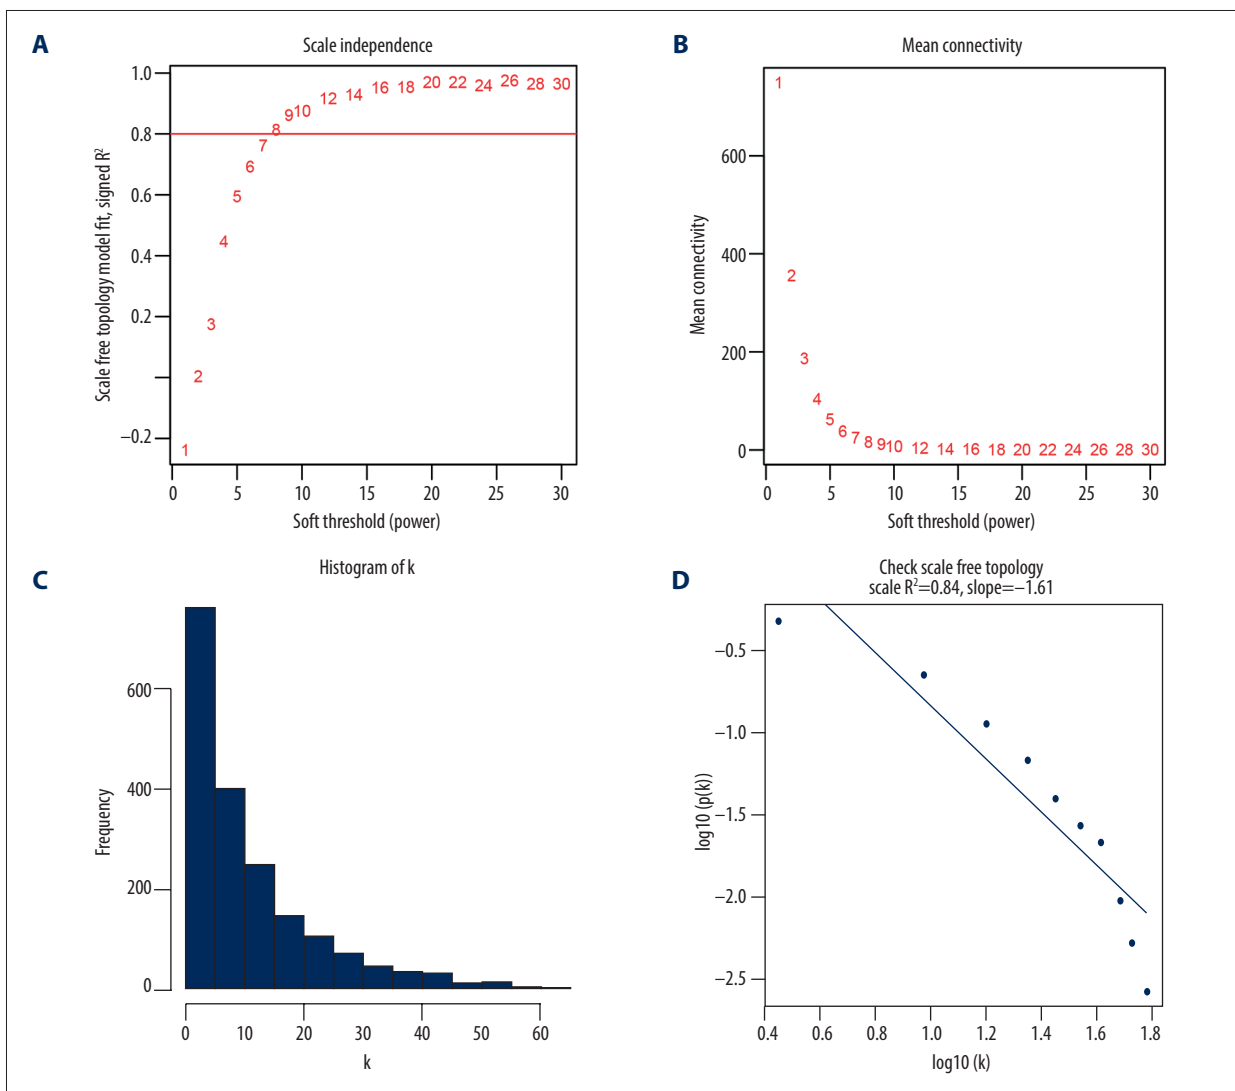 A
Scale independence
Scale free topology model fit, signed R²
1.0
0.8
0.6
0.4
0.2
−0.2
1
2
3
4
5
6
7
8
9
10
12
14
16
18
20
22
24
26
28
30
0 5 10 15 20 25 30
Soft threshold (power)
B
Mean connectivity
Mean connectivity
600
400
200
0
1
2
3
4
5
6
7
8
9
10
12
14
16
18
20
22
24
26
28
30
0 5 10 15 20 25 30
Soft threshold (power)
C
Histogram of k
Frequency
600
400
200
0
0 10 20 30 40 50 60
k
D
Check scale free topology
scale R²=0.84, slope=−1.61
log10 (p(k))
−0.5
−1.0
−1.5
−2.0
−2.5
0.4 0.6 0.8 1.0 1.2 1.4 1.6 1.8
log10 (k)